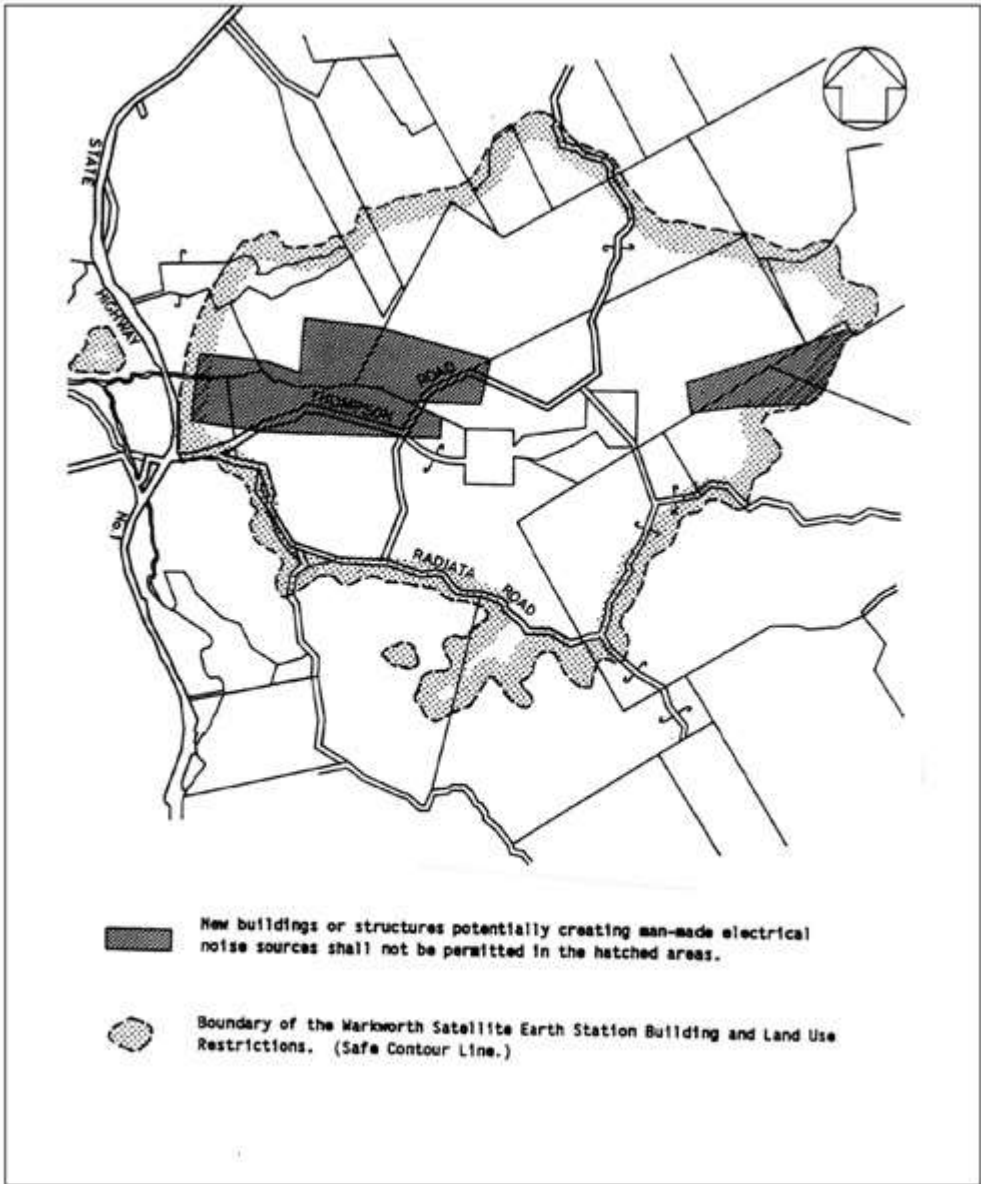 STATE
HIGHWAY
No.1
THOMPSON
ROAD
RADIATA
ROAD
New buildings or structures potentially creating man-made electrical
noise sources shall not be permitted in the hatched areas.
Boundary of the Warkworth Satellite Earth Station Building and Land Use
Restrictions. (Safe Contour Line.)